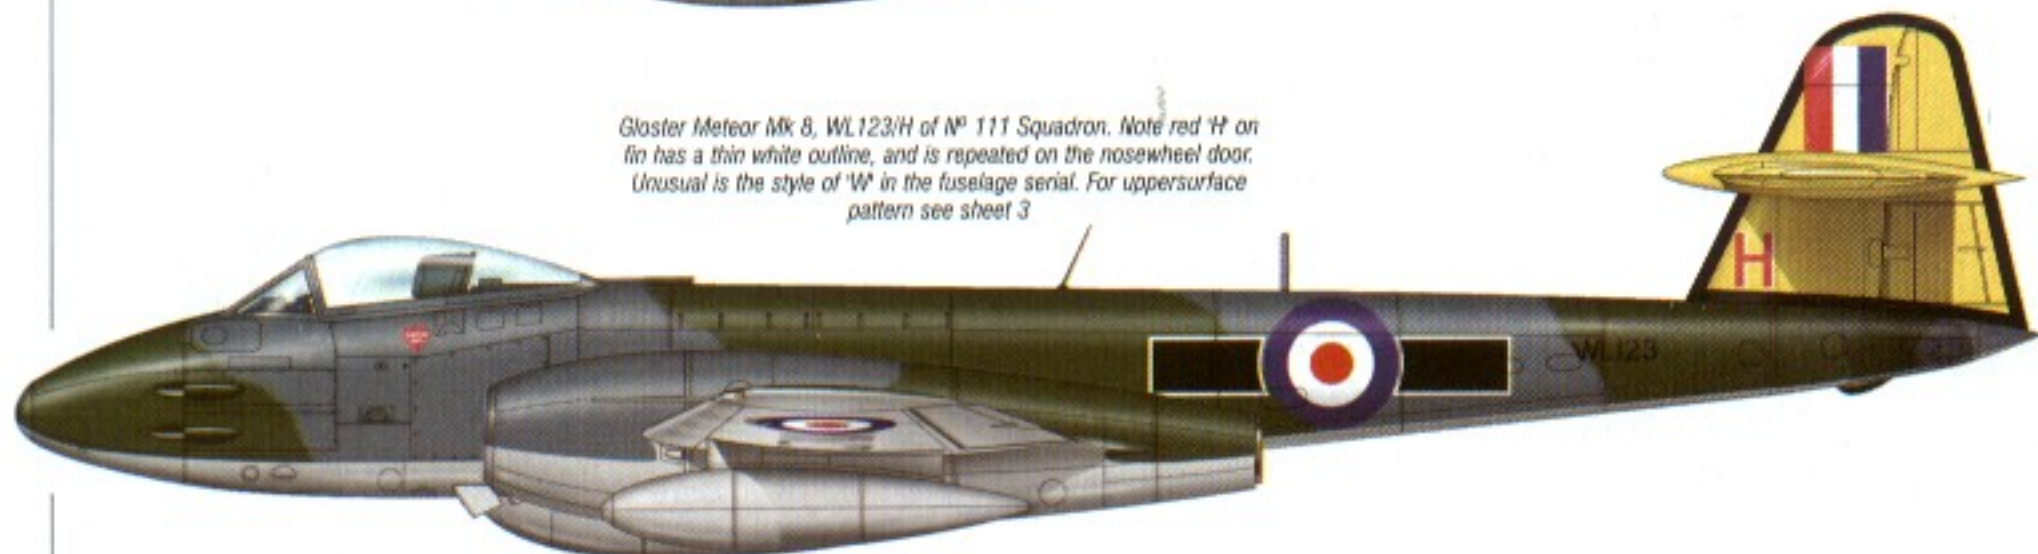 Gloster Meteor Mk 8, WL123/H of Nº 111 Squadron. Note red 'H' on
fin has a thin white outline, and is repeated on the nosewheel door.
Unusual is the style of 'W' in the fuselage serial. For uppersurface
pattern see sheet 3
H
WL123